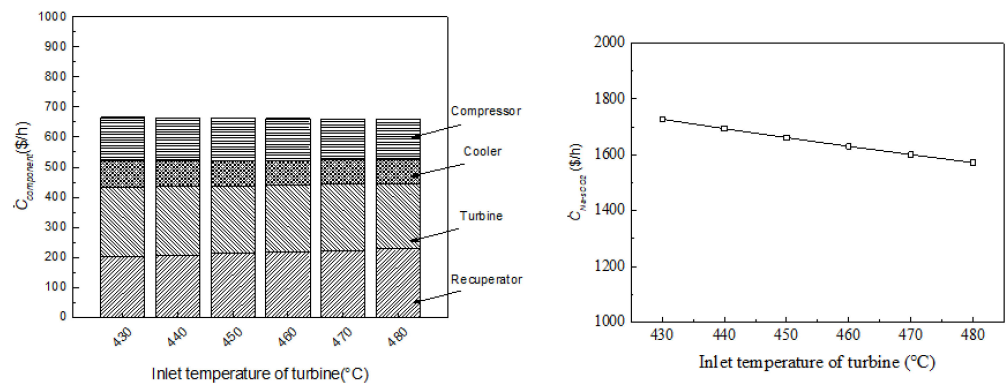 1000
900
800
700
600
500
400
300
200
100
0
Ċcomponent($/h)
Compressor
Cooler
Turbine
Recuperator
430 440 450 460 470 480
Inlet temperature of turbine(°C)
2000
1800
1600
1400
1200
1000
ĊNa-sCO2 ($/h)
430 440 450 460 470 480
Inlet temperature of turbine (°C)